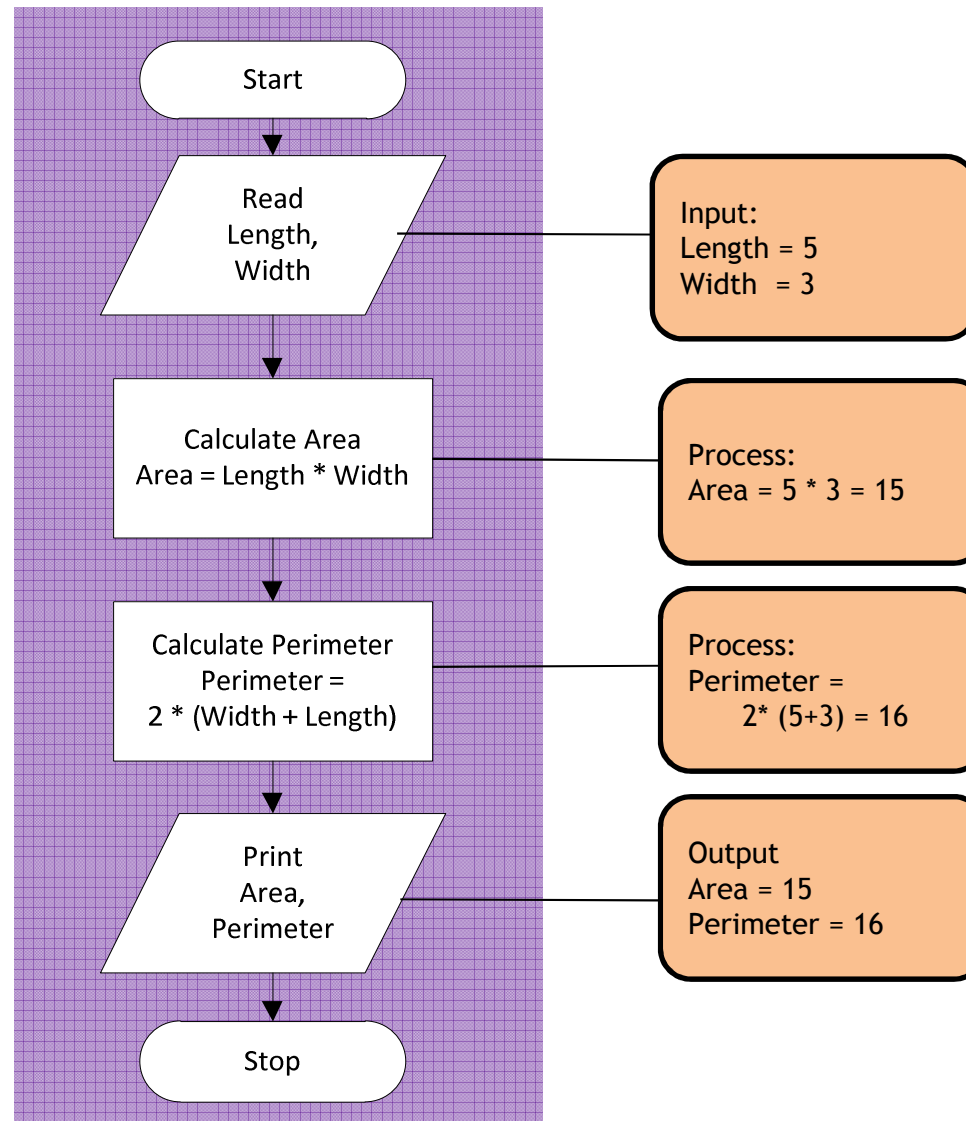 Start
Read
Length,
Width
Input:
Length = 5
Width  = 3
Calculate Area
Area = Length * Width
Process:
Area = 5 * 3 = 15
Calculate Perimeter
Perimeter =
2 * (Width + Length)
Process:
Perimeter =
2* (5+3) = 16
Print
Area,
Perimeter
Output
Area = 15
Perimeter = 16
Stop